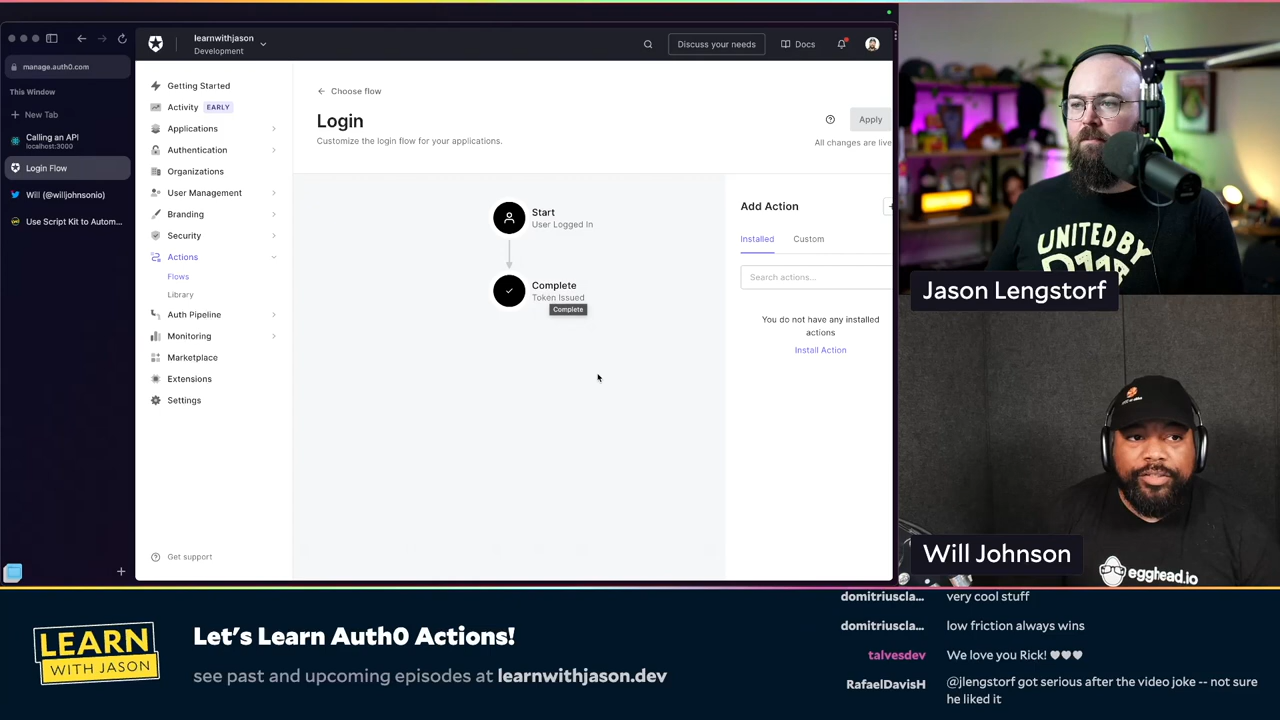 manage.auth0.com
This Window
New Tab
Calling an API
localhost:3000
Login Flow
Will (@willjohnsonio)
Use Script Kit to Autom...
learnwithjason
Development
Discuss your needs
Docs
Getting Started
Activity EARLY
Applications
Authentication
Organizations
User Management
Branding
Security
Actions
Flows
Library
Auth Pipeline
Monitoring
Marketplace
Extensions
Settings
Get support
Choose flow
Login
Customize the login flow for your applications.
Apply
All changes are live
Start
User Logged In
Complete
Token Issued
Complete
Add Action
Installed
Custom
Search actions...
You do not have any installed
actions
Install Action
UNITED BY
Jason Lengstorf
Will Johnson
egghead.io
LEARN
WITH JASON
Let's Learn Auth0 Actions!
see past and upcoming episodes at learnwithjason.dev
domitriuscla... very cool stuff
domitriuscla... low friction always wins
talvesdev We love you Rick! ♥♥♥
RafaelDavisH @jlengstorf got serious after the video joke -- not sure
he liked it